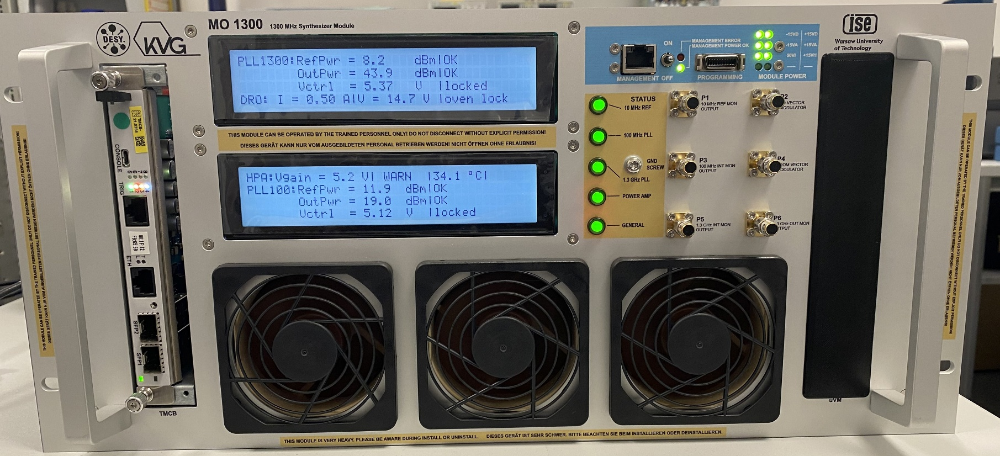 DESY.
KVG
MO 1300 1300 MHz Synthesizer Module
PLL1300:RefPwr = 8.2 dBm|OK
OutPwr = 43.9 dBm|OK
Vctrl = 5.37 V |locked
DRO: I = 0.50 A|V = 14.7 V |oven lock
THIS MODULE CAN BE OPERATED BY THE TRAINED PERSONNEL ONLY! DO NOT DISCONNECT WITHOUT EXPLICIT PERMISSION!
DIESES GERÄT KANN NUR VOM AUSGEBILDETEN PERSONAL BETRIEBEN WERDEN! NICHT ÖFFNEN OHNE ERLAUBNIS!
HPA:Vgain = 5.2 V| WARN |34.1 °C|
PLL100:RefPwr = 11.9 dBm|OK
OutPwr = 19.0 dBm|OK
Vctrl = 5.12 V |locked
ON
MANAGEMENT ERROR
MANAGEMENT POWER OK
MANAGEMENT OFF
PROGRAMMING
-15VD +15VD
-15VA +15VA
50VI +15VH
MODULE POWER
STATUS
10 MHz REF
100 MHz PLL
GND
SCREW
1.3 GHz PLL
POWER AMP
GENERAL
P1
10 MHz REF MON
OUTPUT
P2
VECTOR
P3
100 MHz INT MON
OUTPUT
P4
VECTOR
P5
1.3 GHz INT MON
OUTPUT
P6
GHz OUT MON
ise
Warsaw University
of Technology
uVM
TMCB-
21.0354
CONSOLE
5 6 7 8
TRIG
1 2 3 4
80:1F:12
F9:65:59
T
L
ETH
SFP2
SFP1
TMCB
THIS MODULE CAN BE OPERATED BY THE TRAINED PERSONNEL ONLY! DO NOT DISCONNECT WITHOUT EXPLICIT PERMISSION!
DIESES GERÄT KANN NUR VOM AUSGEBILDETEN PERSONAL BETRIEBEN WERDEN! NICHT ÖFFNEN OHNE ERLAUBNIS!
THIS MODULE CAN BE OPERATED BY THE TRAINED PERSONNEL ONLY! DO NOT DISCONNECT WITHOUT EXPLICIT PERMISSION!
DIESES GERÄT KANN NUR VOM AUSGEBILDETEN PERSONAL BETRIEBEN WERDEN! NICHT ÖFFNEN OHNE ERLAUBNIS!
THIS MODULE IS VERY HEAVY. PLEASE BE AWARE DURING INSTALL OR UNINSTALL. DIESES GERÄT IST SEHR SCHWER. BITTE BEACHTEN SIE BEIM INSTALLIEREN ODER DEINSTALLIEREN.